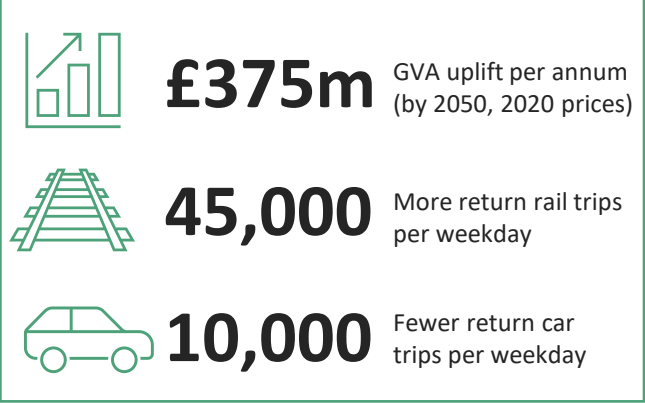 £375m
GVA uplift per annum
(by 2050, 2020 prices)
45,000
More return rail trips
per weekday
10,000
Fewer return car
trips per weekday